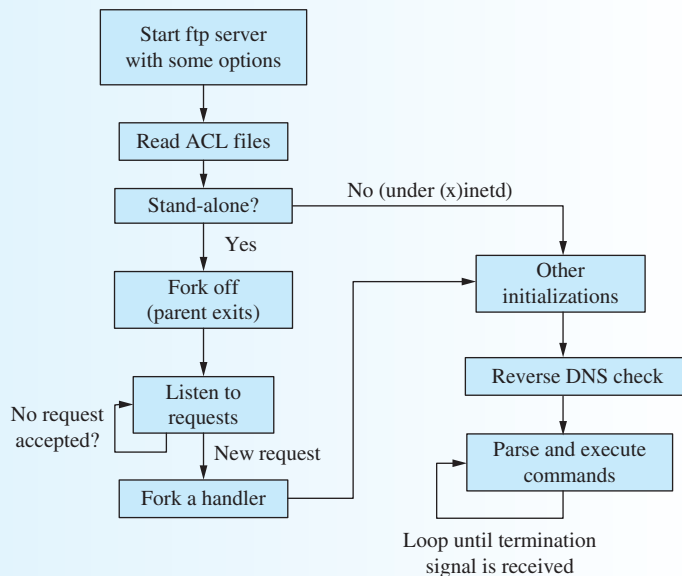 Start ftp server
with some options
Read ACL files
Stand-alone?
No (under (x)inetd)
Yes
Fork off
(parent exits)
Other
initializations
Listen to
requests
No request
accepted?
New request
Fork a handler
Reverse DNS check
Parse and execute
commands
Loop until termination
signal is received